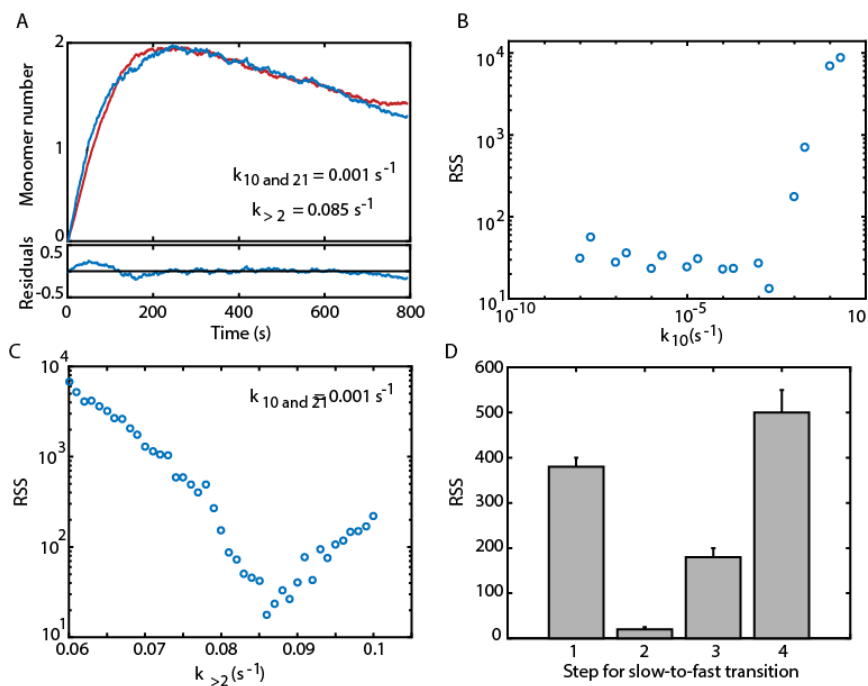 A
Monomer number
2
1
0
k10 and 21 = 0.001 s-1
k> 2 = 0.085 s-1
Residuals
0.5
-0.5
0
200
400
600
800
Time (s)
B
RSS
10^4
10^3
10^2
10^1
10^-10
10^-5
10
k10(s-1)
C
RSS
10^4
10^3
10^2
10^1
k10 and 21= 0.001 s-1
0.06
0.07
0.08
0.09
0.1
k >2 (s-1)
D
RSS
600
500
400
300
200
100
0
1
2
3
4
Step for slow-to-fast transition